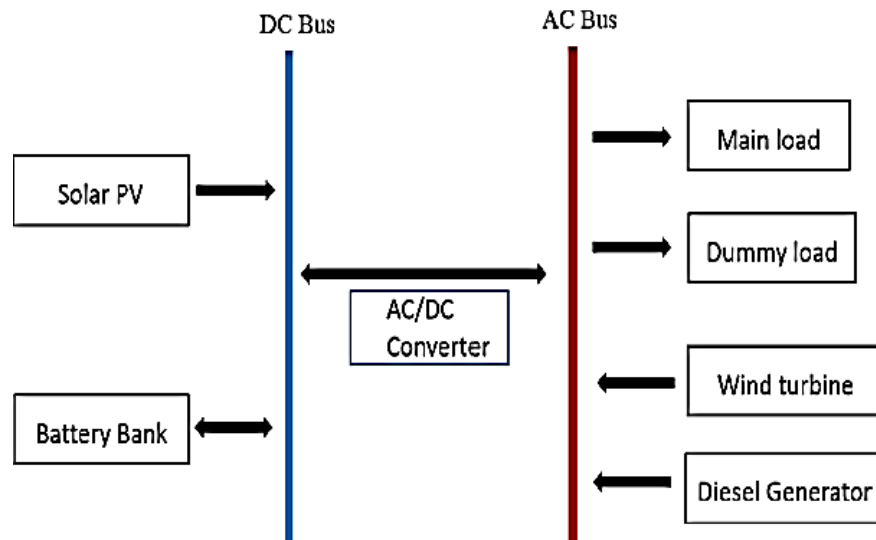 DC Bus
AC Bus
Solar PV
Battery Bank
AC/DC
Converter
Main load
Dummy load
Wind turbine
Diesel Generator